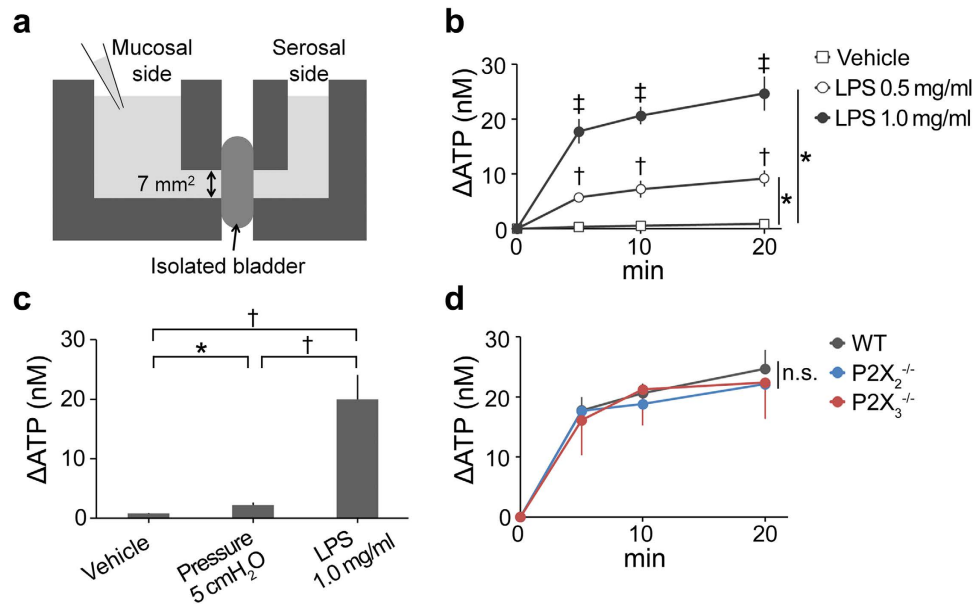 a
Mucosal side
Serosal side
7 mm²
Isolated bladder
b
Vehicle
LPS 0.5 mg/ml
LPS 1.0 mg/ml
ΔATP (nM)
30
20
10
0
‡
‡
‡
†
†
†
*
*
0
10
20
min
c
ΔATP (nM)
30
20
10
0
†
*
†
Vehicle
Pressure
5 cmH₂O
LPS
1.0 mg/ml
d
WT
P2X₂⁻/⁻
P2X₃⁻/⁻
n.s.
ΔATP (nM)
30
20
10
0
0
10
20
min